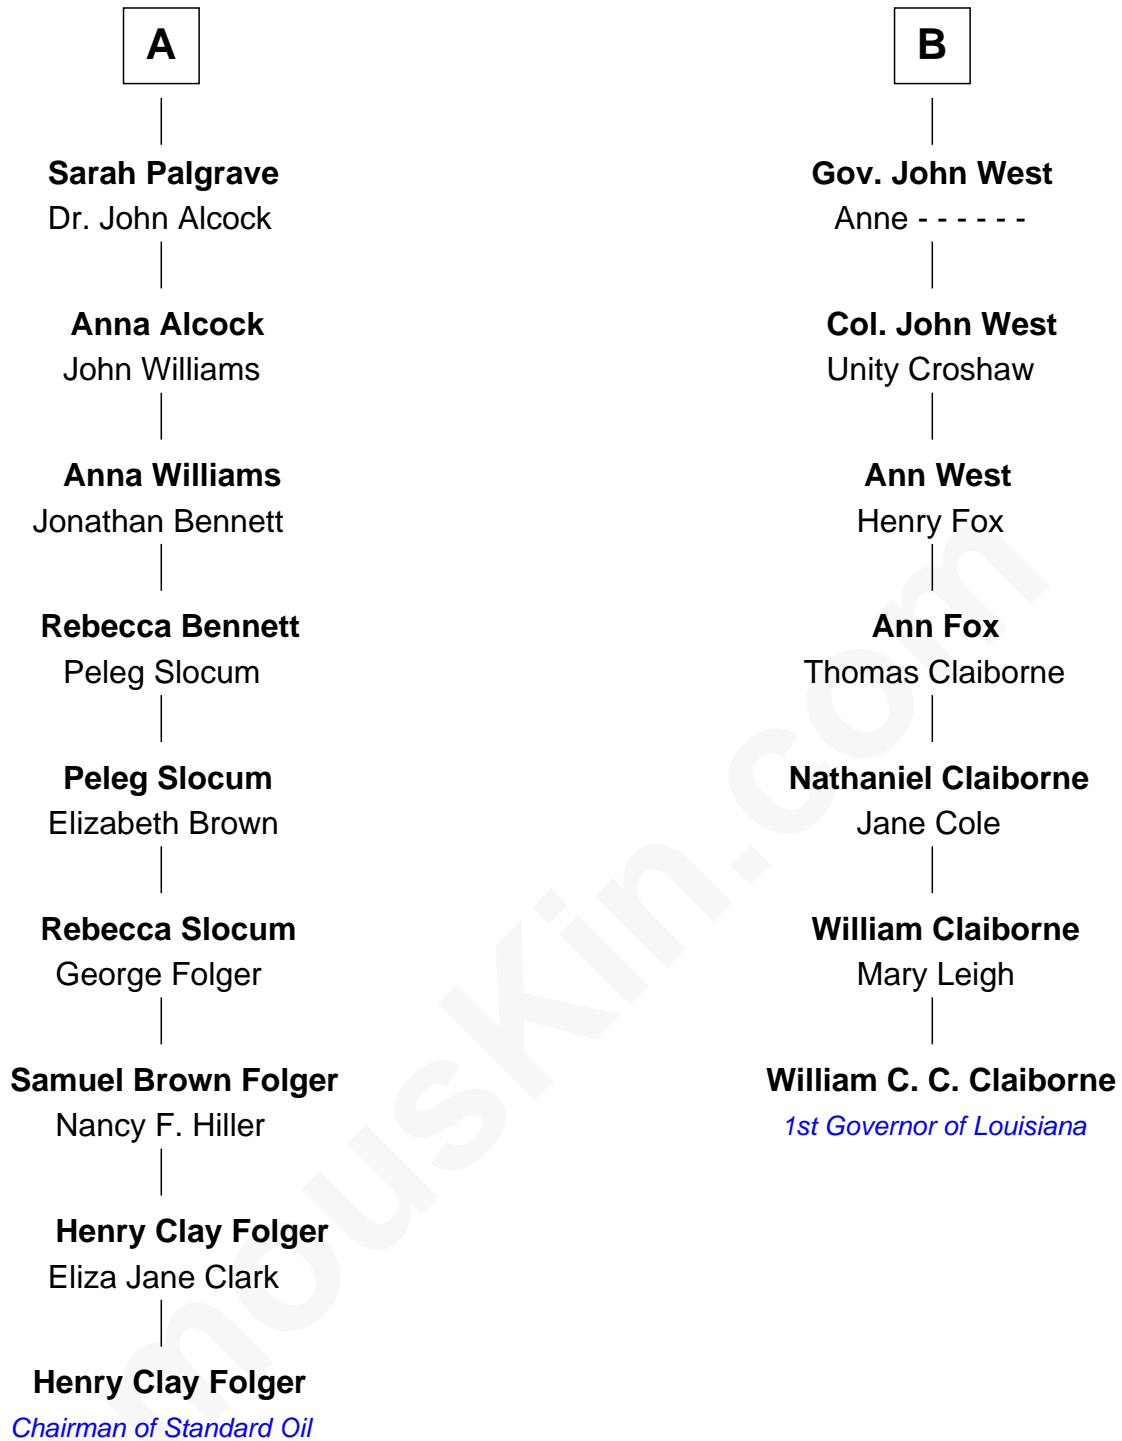 A
Sarah Palgrave
Dr. John Alcock
Anna Alcock
John Williams
Anna Williams
Jonathan Bennett
Rebecca Bennett
Peleg Slocum
Peleg Slocum
Elizabeth Brown
Rebecca Slocum
George Folger
Samuel Brown Folger
Nancy F. Hiller
Henry Clay Folger
Eliza Jane Clark
Henry Clay Folger
Chairman of Standard Oil
B
Gov. John West
Anne - - - - - -
Col. John West
Unity Croshaw
Ann West
Henry Fox
Ann Fox
Thomas Claiborne
Nathaniel Claiborne
Jane Cole
William Claiborne
Mary Leigh
William C. C. Claiborne
1st Governor of Louisiana
mousKin.com